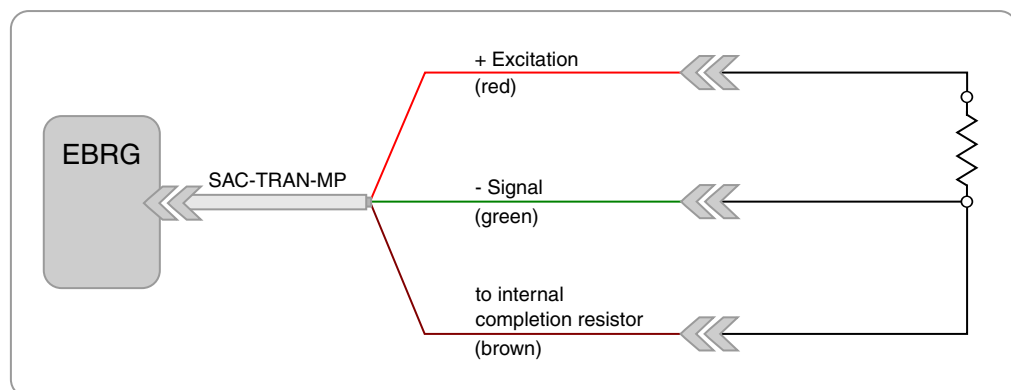 + Excitation
(red)
EBRG
SAC-TRAN-MP
- Signal
(green)
to internal
completion resistor
(brown)